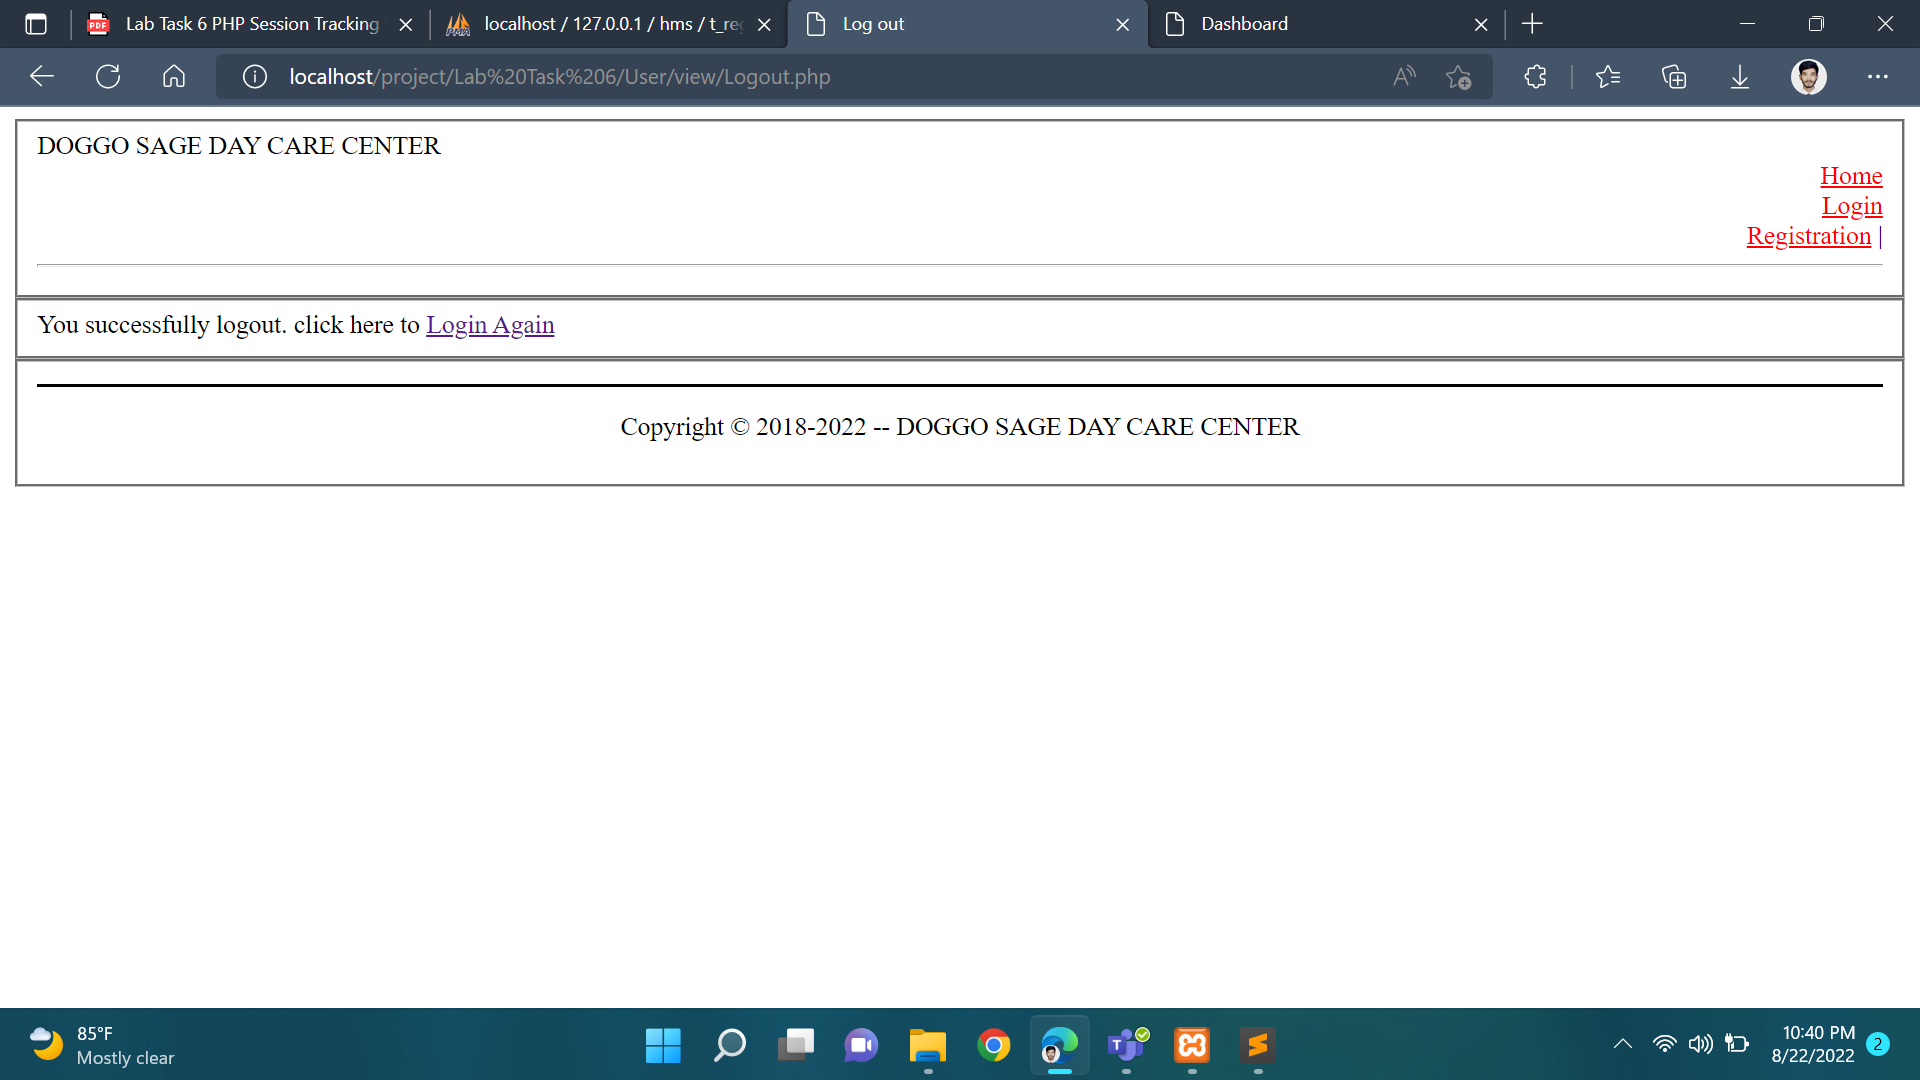 Lab Task 6 PHP Session Tracking
localhost / 127.0.0.1 / hms / t_reg
Log out
Dashboard
localhost/project/Lab%20Task%206/User/view/Logout.php
DOGGO SAGE DAY CARE CENTER
Home
Login
Registration |
You successfully logout. click here to Login Again
Copyright © 2018-2022 -- DOGGO SAGE DAY CARE CENTER
85°F
Mostly clear
10:40 PM
8/22/2022
2